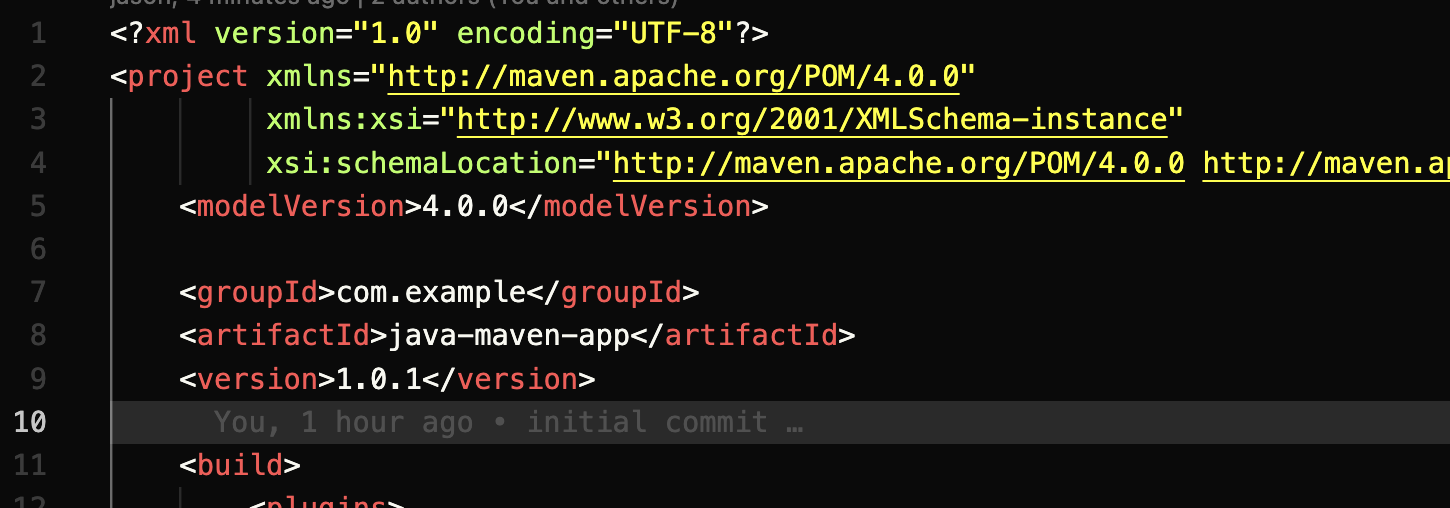 jason, 4 minutes ago | 2 authors (You and others)
1 <?xml version="1.0" encoding="UTF-8"?>
2 <project xmlns="http://maven.apache.org/POM/4.0.0"
3 xmlns:xsi="http://www.w3.org/2001/XMLSchema-instance"
4 xsi:schemaLocation="http://maven.apache.org/POM/4.0.0 http://maven.ap
5 <modelVersion>4.0.0</modelVersion>
6
7 <groupId>com.example</groupId>
8 <artifactId>java-maven-app</artifactId>
9 <version>1.0.1</version>
10 You, 1 hour ago • initial commit …
11 <build>
12 <plugins>